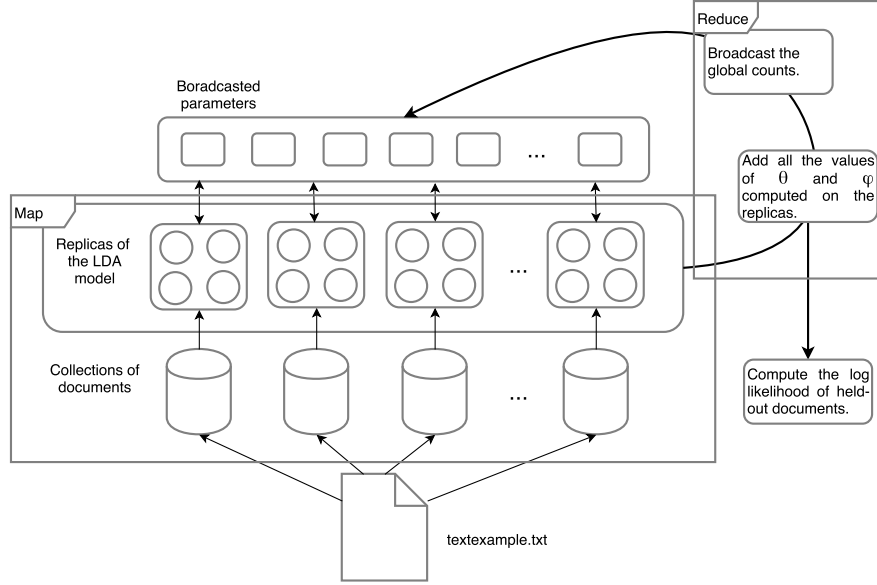 Reduce
Broadcast the
global counts.
Boradcasted
parameters
...
Add all the values
of θ and φ
computed on the
replicas.
Map
Replicas of
the LDA
model
...
Collections of
documents
...
Compute the log
likelihood of held-
out documents.
textexample.txt